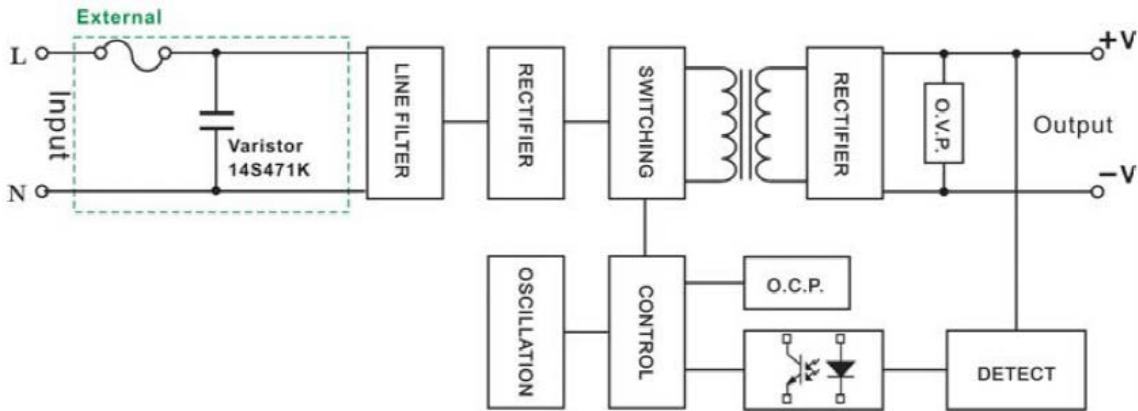 External
L
Input
N
Varistor
14S471K
LINE FILTER
RECTIFIER
SWITCHING
RECTIFIER
O.V.P.
+V
Output
−V
OSCILLATION
CONTROL
O.C.P.
DETECT